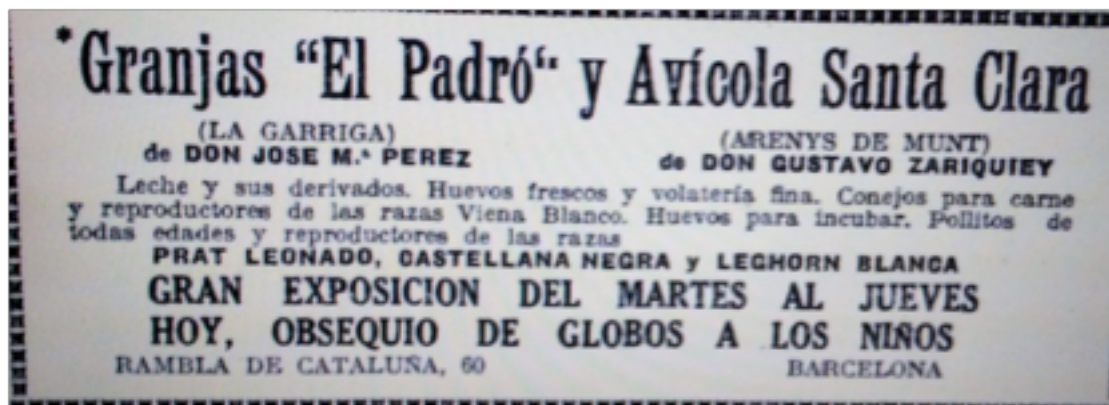 *Granjas "El Padró" y Avícola Santa Clara
(LA GARRIGA) (ARENYS DE MUNT)
de DON JOSE M.ª PEREZ de DON GUSTAVO ZARIQUIEY
Leche y sus derivados. Huevos frescos y volatería fina. Conejos para carne
y reproductores de las razas Viena Blanco. Huevos para incubar. Pollitos de
todas edades y reproductores de las razas
PRAT LEONADO, CASTELLANA NEGRA y LEGHORN BLANCA
GRAN EXPOSICION DEL MARTES AL JUEVES
HOY, OBSEQUIO DE GLOBOS A LOS NIÑOS
RAMBLA DE CATALUÑA, 60 BARCELONA